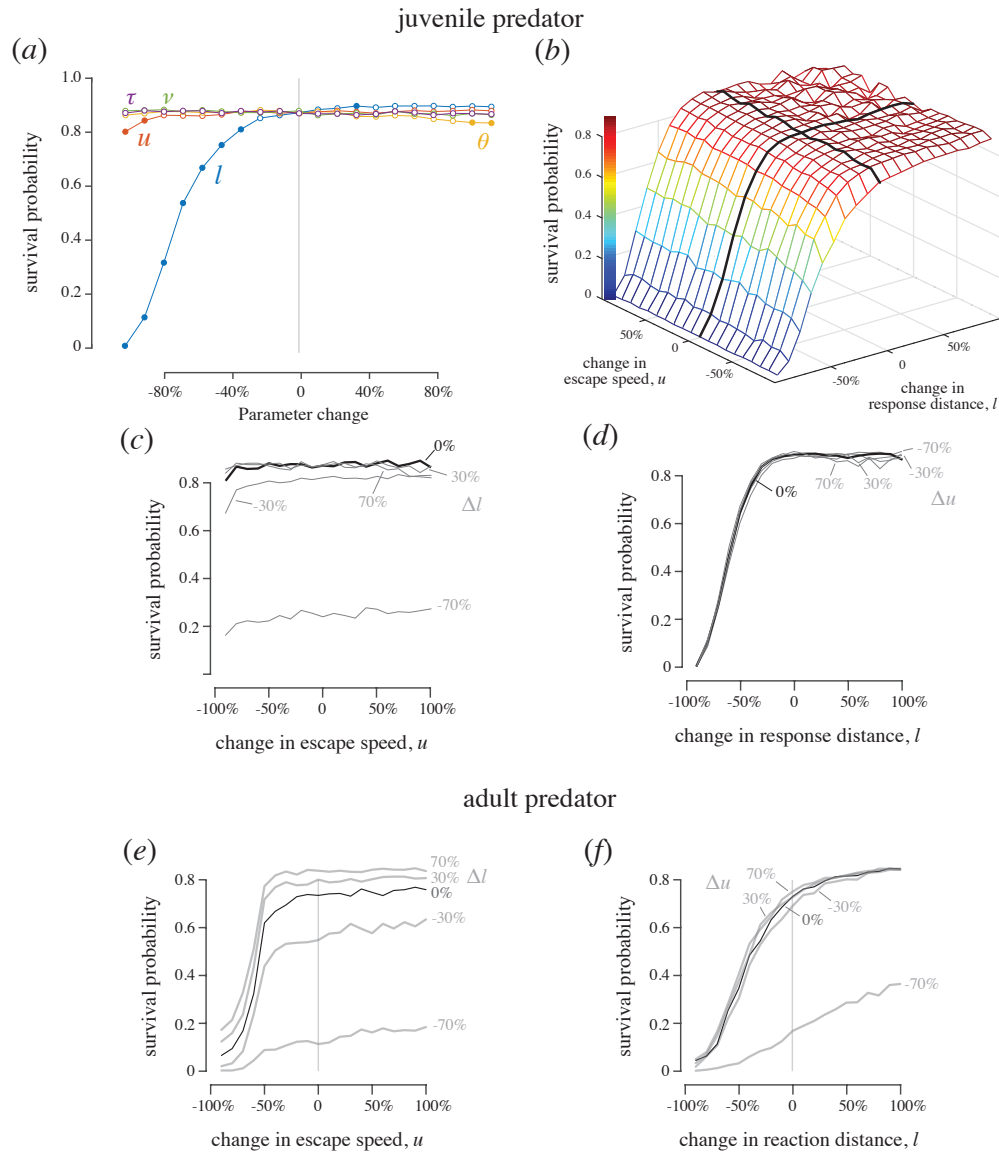 juvenile predator
(a)
survival probability
1.0
0.8
0.6
0.4
0.2
0
τ
ν
u
l
θ
-80%
-40%
0
40%
80%
Parameter change
(b)
survival probability
0.8
0.6
0.4
0.2
0
50%
0
-50%
change in
escape speed, u
-50%
0
50%
change in
response distance, l
(c)
survival probability
0.8
0.6
0.4
0.2
0%
30%
70%
Δl
-30%
-70%
-100%
-50%
0
50%
100%
change in escape speed, u
(d)
survival probability
0.8
0.6
0.4
0.2
0
-70%
-30%
70%
30%
0%
Δu
-100%
-50%
0
50%
100%
change in response distance, l
adult predator
(e)
survival probability
0.8
0.6
0.4
0.2
0
70%
30%
Δl
0%
-30%
-70%
-100%
-50%
0
50%
100%
change in escape speed, u
(f)
survival probability
0.8
0.6
0.4
0.2
0
Δu
70%
30%
0%
-30%
-70%
-100%
-50%
0
50%
100%
change in reaction distance, l